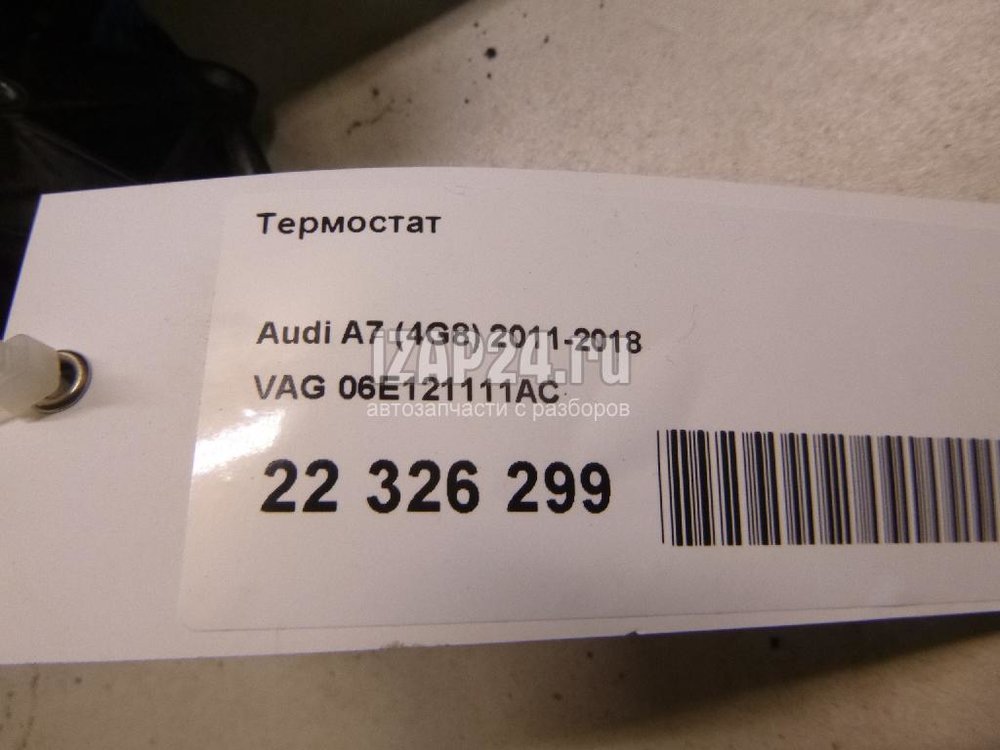 Термостат
Audi A7 (4G8) 2011-2018
iZAP24.ru
VAG 06E121111AC
автозапчасти с разборов
22 326 299